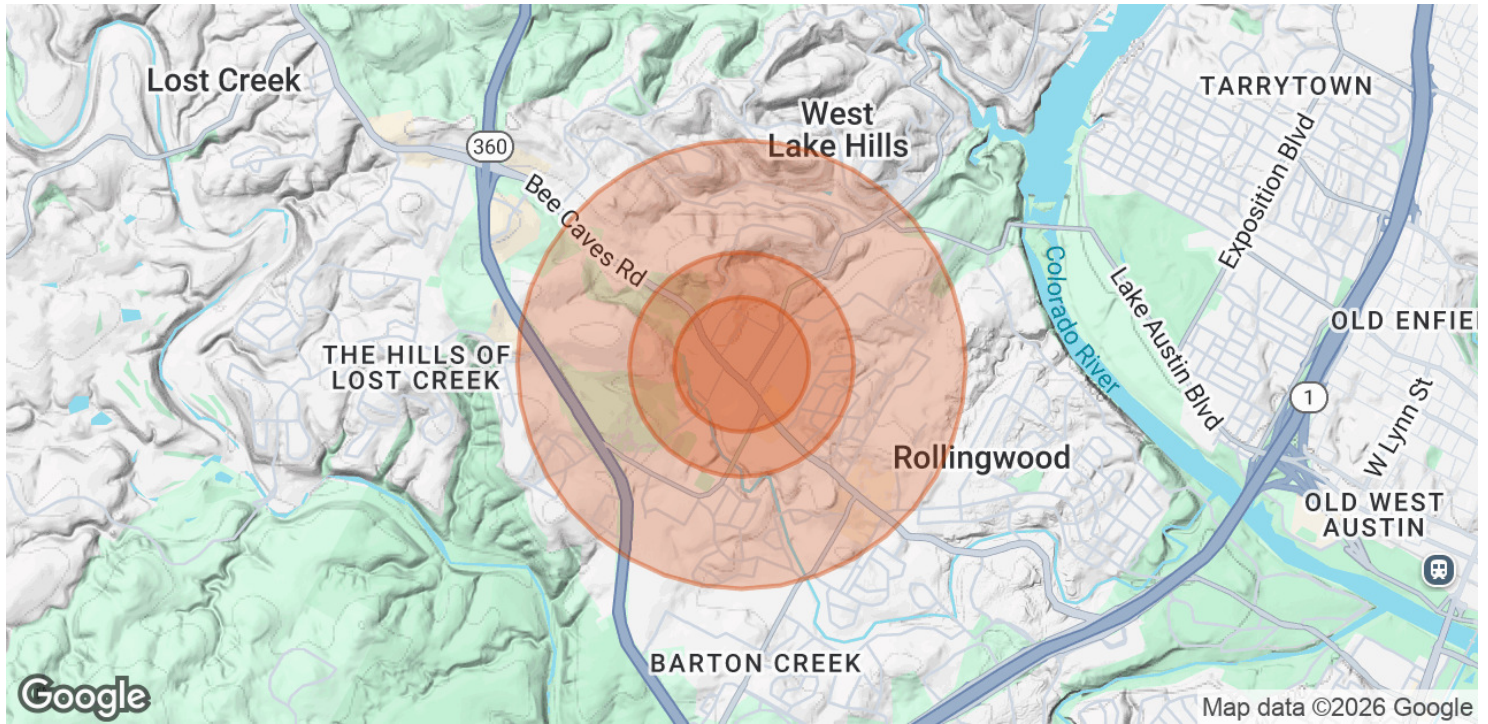 Lost Creek
360
West
Lake Hills
TARRYTOWN
Exposition Blvd
Bee Caves Rd
Colorado River
Lake Austin Blvd
OLD ENFIE
THE HILLS OF
LOST CREEK
1
W Lynn St
Rollingwood
OLD WEST
AUSTIN
BARTON CREEK
Google
Map data ©2026 Google